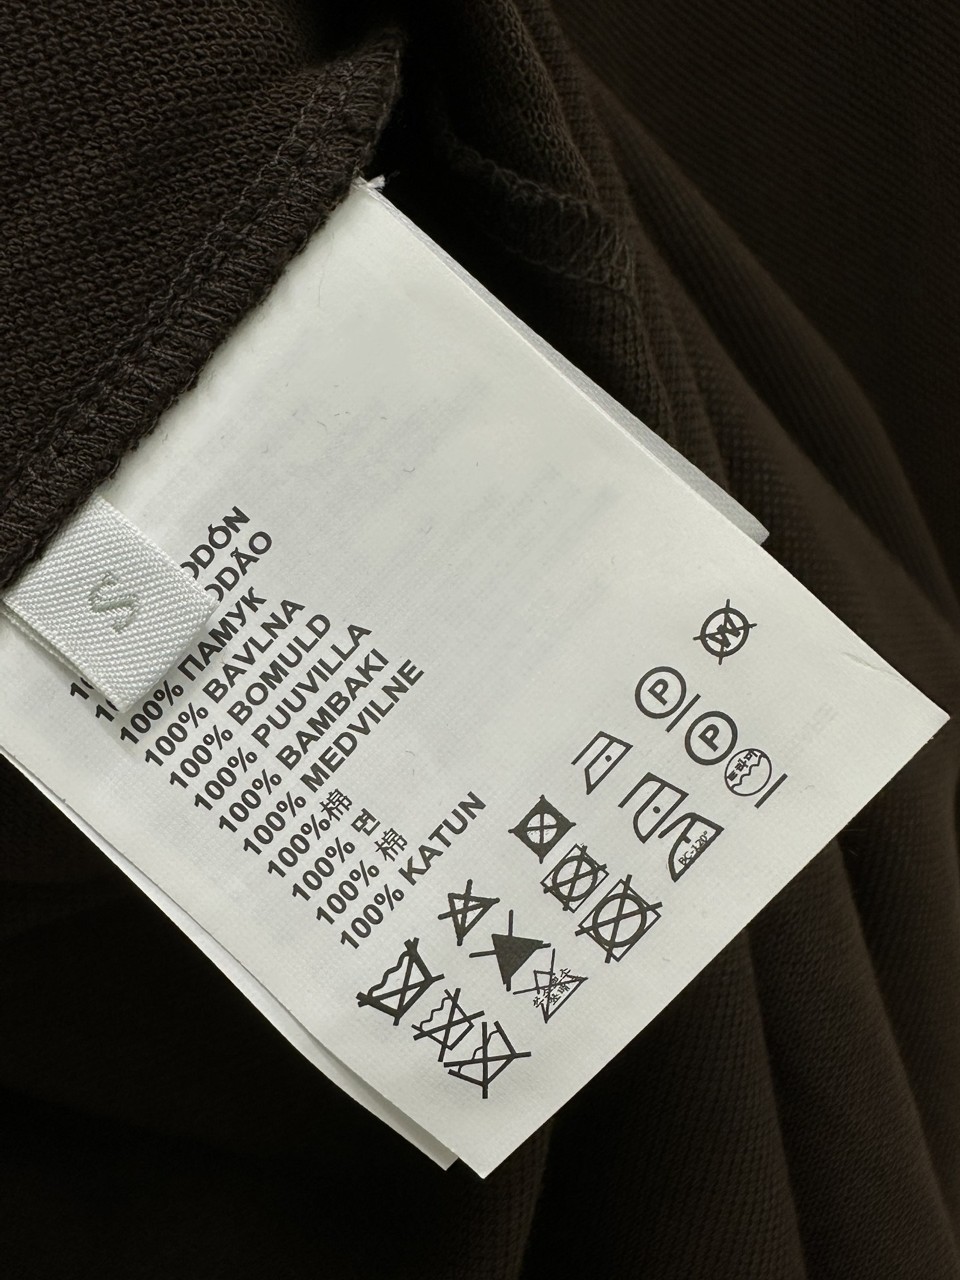 S
ODÓN
ODÃO
100% ПАМУК
100% BAVLNA
100% BOMULD
100% PUUVILLA
100% BAMBAKI
100% MEDVILNE
100%棉
100% 면
100% 棉
100% KATUN
W
P
P